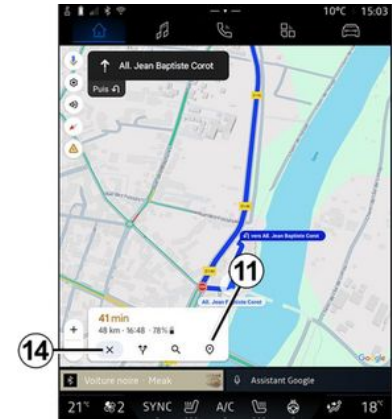 10°C 15:03
All. Jean Baptiste Corot
Puis
vers All. Jean Baptiste Corot
All. Jean Baptiste Corot
11
41 min
48 km · 16:48 · 78%
14
Google
Voiture noire · Meak
Assistant Google
21° 2 SYNC A/C 18°